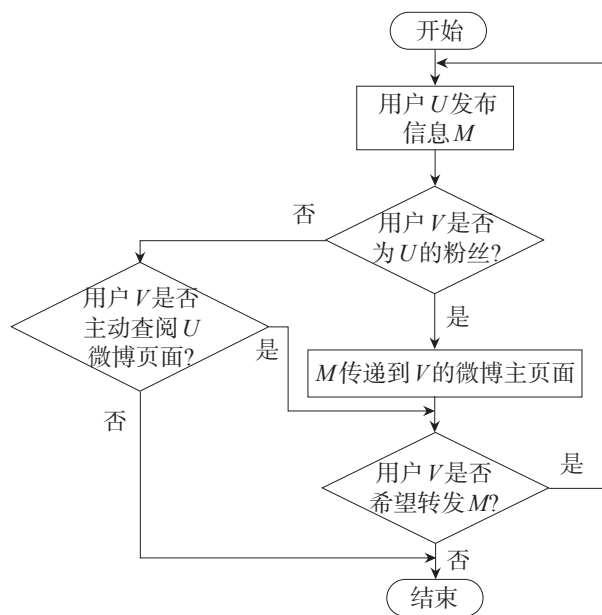 开始
用户U发布
信息M
否
用户V是否
为U的粉丝?
用户V是否
主动查阅U
微博页面?
是
是
M传递到V的微博主页面
否
用户V是否
希望转发M?
是
否
结束